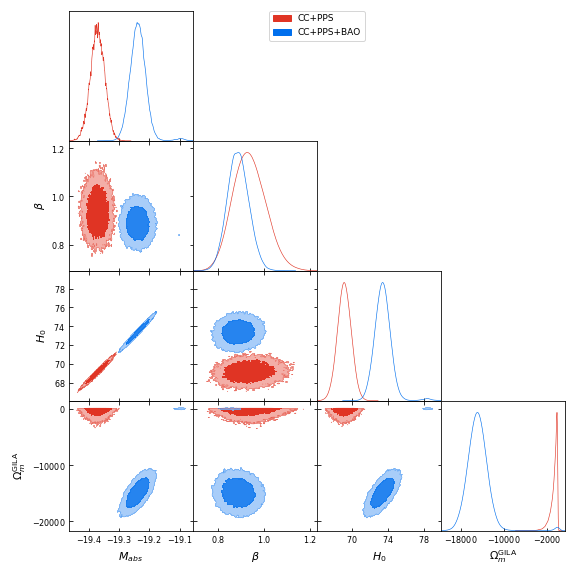 CC+PPS
CC+PPS+BAO
1.2
1.0
0.8
β
78
76
74
72
70
68
H₀
0
−10000
−20000
Ωₘᴳᴵᴸᴬ
−19.4 −19.3 −19.2 −19.1
0.8 1.0 1.2
70 74 78
−18000 −10000 −2000
M_abs
β
H₀
Ωₘᴳᴵᴸᴬ